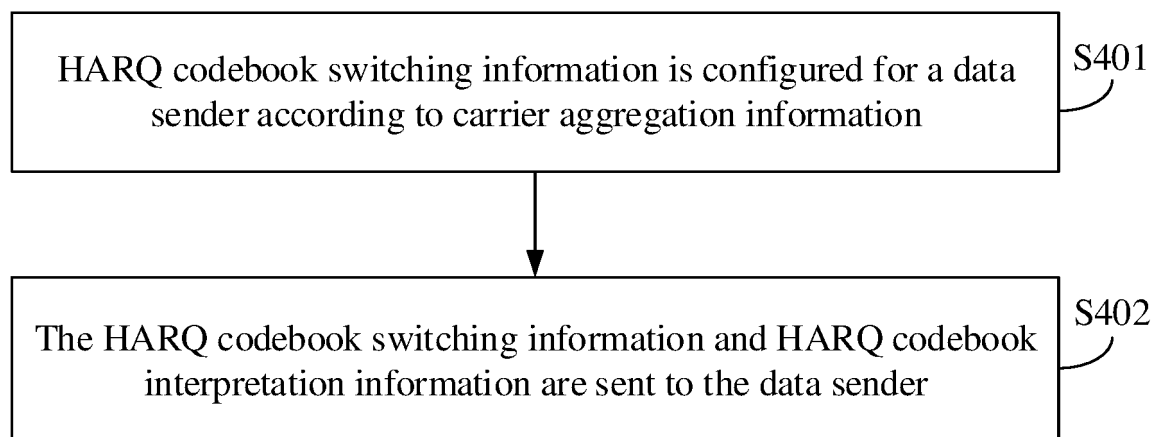 HARQ codebook switching information is configured for a data
sender according to carrier aggregation information
S401
The HARQ codebook switching information and HARQ codebook
interpretation information are sent to the data sender
S402